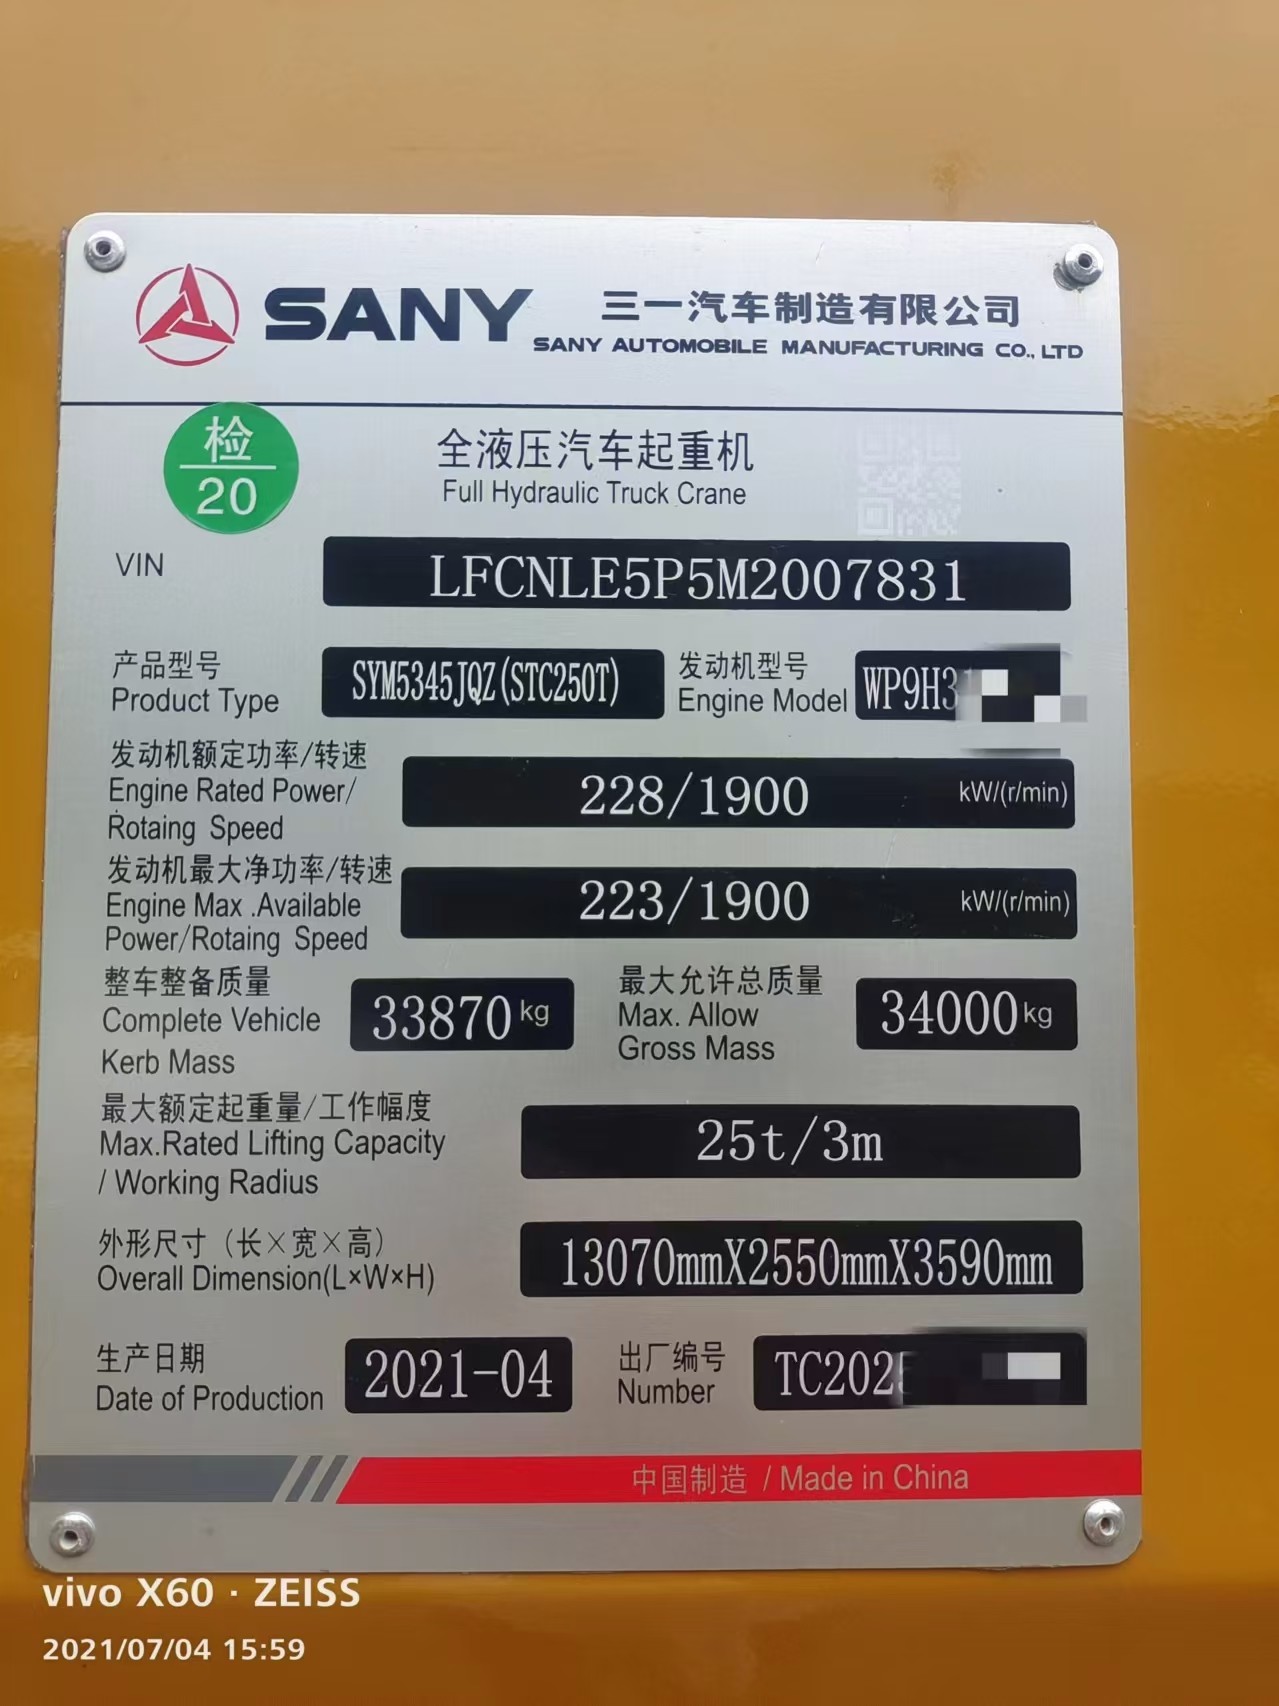 SANY 三一汽车制造有限公司
SANY AUTOMOBILE MANUFACTURING CO., LTD
检
20
全液压汽车起重机
Full Hydraulic Truck Crane
VIN LFCNLE5P5M2007831
产品型号
Product Type SYM5345JQZ(STC250T)
发动机型号
Engine Model WP9H3
发动机额定功率/转速
Engine Rated Power/
Rotaing Speed
228/1900 kW/(r/min)
发动机最大净功率/转速
Engine Max .Available
Power/Rotaing Speed
223/1900 kW/(r/min)
整车整备质量
Complete Vehicle
Kerb Mass
33870 kg
最大允许总质量
Max. Allow
Gross Mass
34000 kg
最大额定起重量/工作幅度
Max.Rated Lifting Capacity
/ Working Radius
25t/3m
外形尺寸（长×宽×高）
Overall Dimension(L×W×H)
13070mmX2550mmX3590mm
生产日期
Date of Production
2021-04
出厂编号
Number
TC202
中国制造 / Made in China
vivo X60 · ZEISS
2021/07/04 15:59